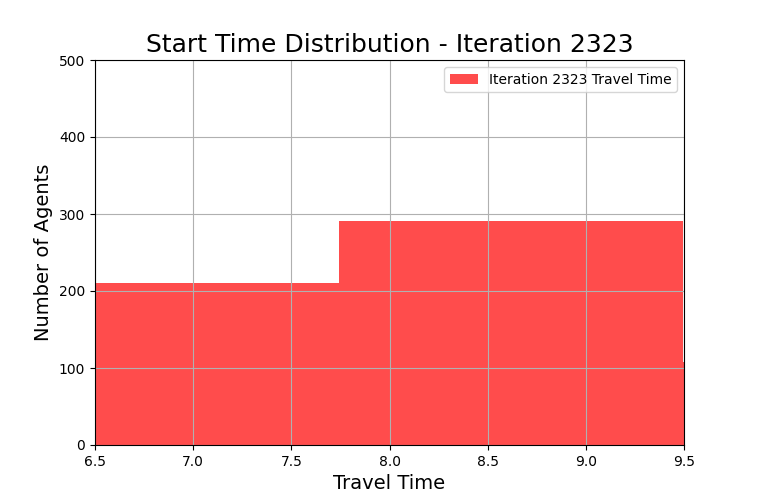 Start Time Distribution - Iteration 2323
500
400
300
200
100
0
Number of Agents
Iteration 2323 Travel Time
6.5 7.0 7.5 8.0 8.5 9.0 9.5
Travel Time